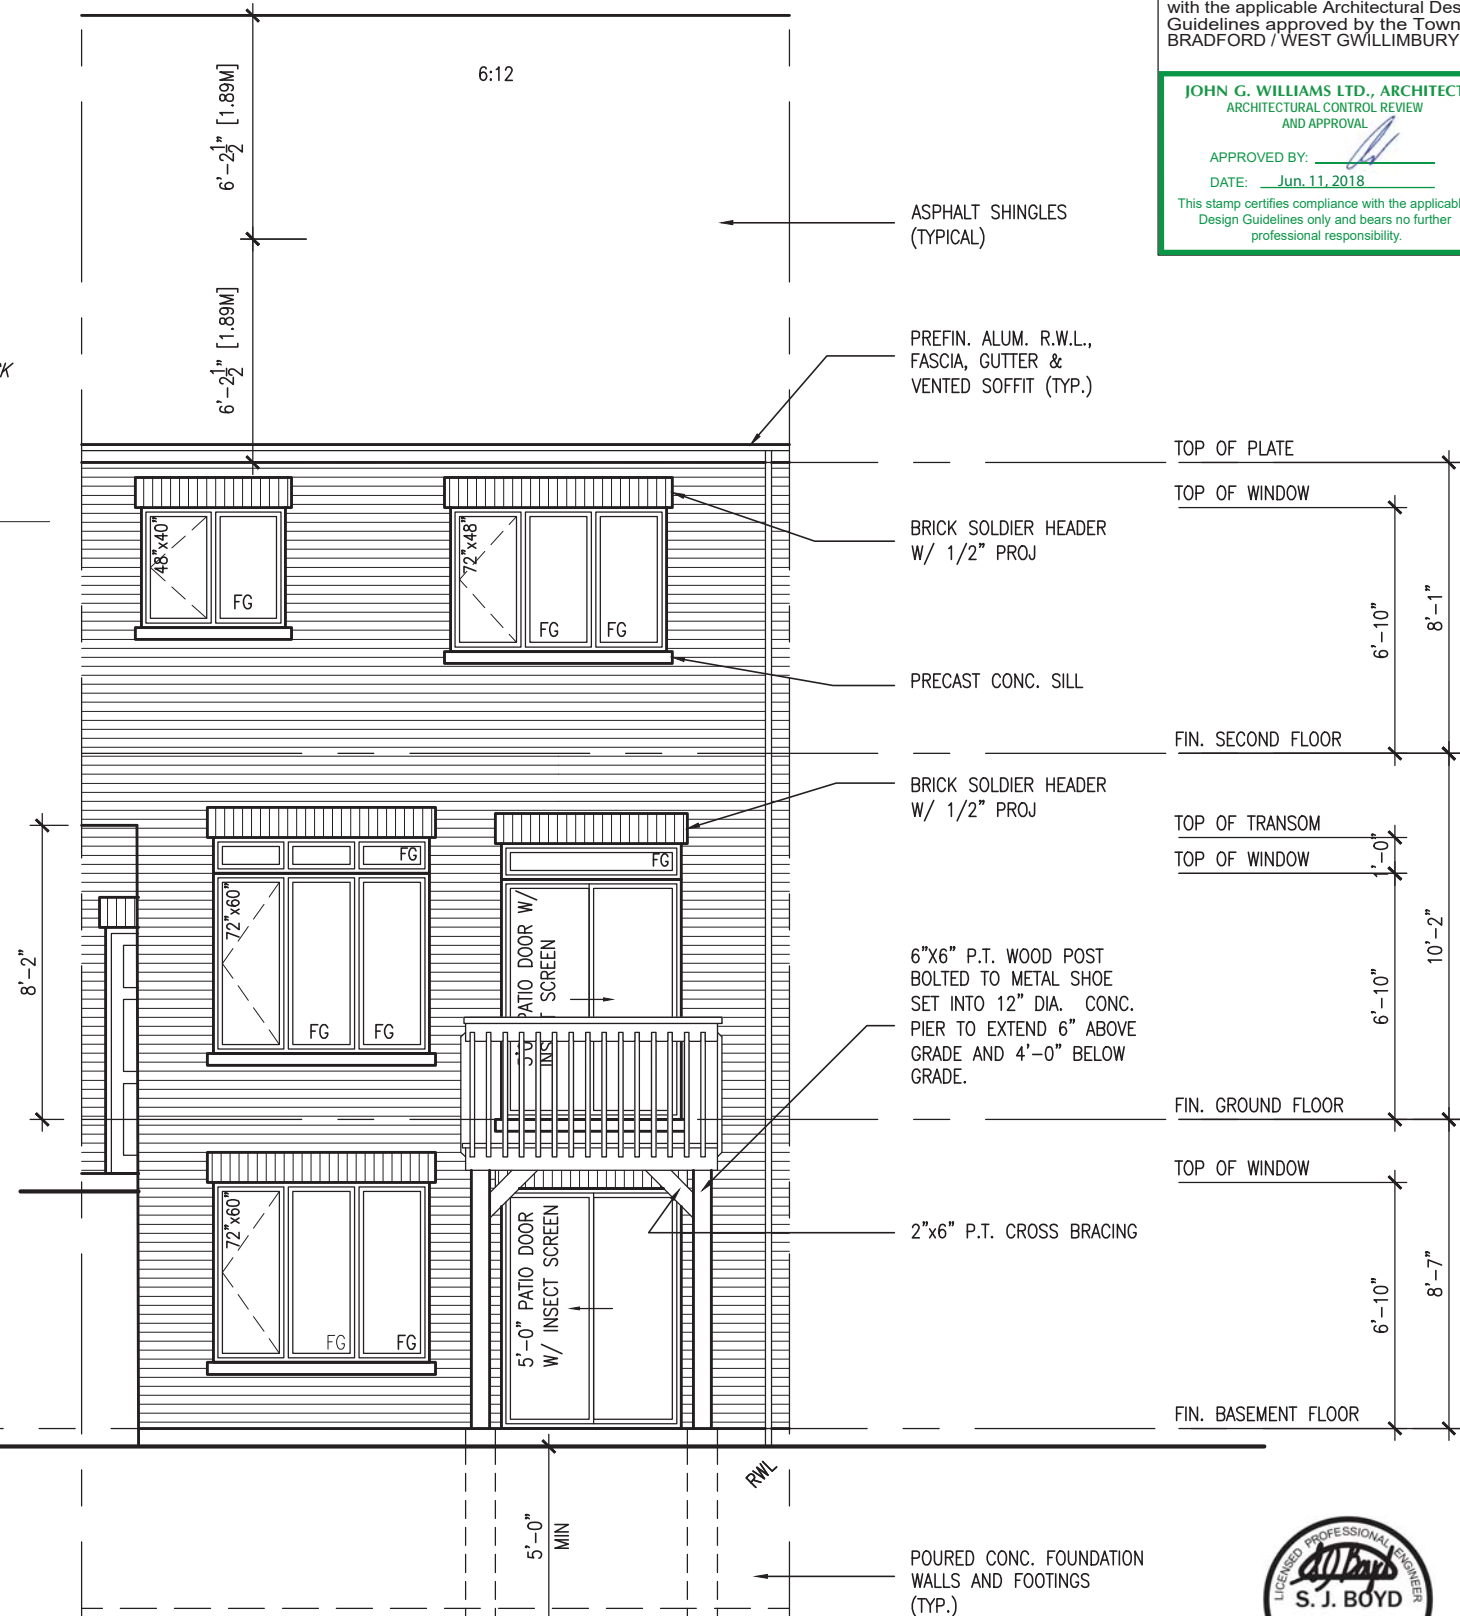 with the applicable Architectural Des
Guidelines approved by the Town
BRADFORD / WEST GWILLIMBURY
JOHN G. WILLIAMS LTD., ARCHITECT
ARCHITECTURAL CONTROL REVIEW
AND APPROVAL
APPROVED BY:
DATE: Jun. 11, 2018
This stamp certifies compliance with the applicabl
Design Guidelines only and bears no further
professional responsibility.
6:12
6'-2 1/2" [1.89M]
6'-2 1/2" [1.89M]
CK
ASPHALT SHINGLES
(TYPICAL)
PREFIN. ALUM. R.W.L.,
FASCIA, GUTTER &
VENTED SOFFIT (TYP.)
BRICK SOLDIER HEADER
W/ 1/2" PROJ
PRECAST CONC. SILL
BRICK SOLDIER HEADER
W/ 1/2" PROJ
6"X6" P.T. WOOD POST
BOLTED TO METAL SHOE
SET INTO 12" DIA. CONC.
PIER TO EXTEND 6" ABOVE
GRADE AND 4'-0" BELOW
GRADE.
2"x6" P.T. CROSS BRACING
POURED CONC. FOUNDATION
WALLS AND FOOTINGS
(TYP.)
TOP OF PLATE
TOP OF WINDOW
6'-10"
8'-1"
FIN. SECOND FLOOR
TOP OF TRANSOM
TOP OF WINDOW
1'-0"
6'-10"
10'-2"
FIN. GROUND FLOOR
TOP OF WINDOW
6'-10"
8'-7"
FIN. BASEMENT FLOOR
48"x40"
FG
72"x48"
FG
FG
FG
72"x60"
FG
FG
FG
PATIO DOOR W/
SCREEN
8'-2"
72"x60"
FG
FG
5'-0" PATIO DOOR
W/ INSECT SCREEN
RWL
5'-0"
MIN
LICENSED PROFESSIONAL ENGINEER
S. J. BOYD